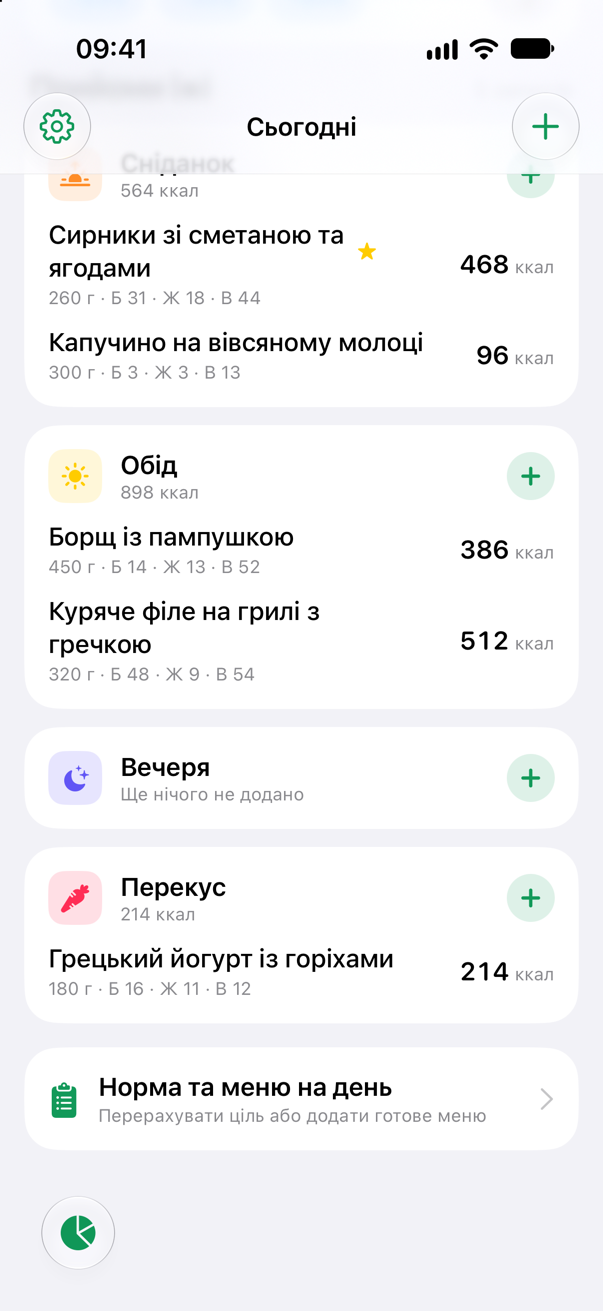 09:41
Сьогодні
Сніданок
564 ккал
Сирники зі сметаною та
ягодами
468 ккал
260 г · Б 31 · Ж 18 · В 44
Капучино на вівсяному молоці
96 ккал
300 г · Б 3 · Ж 3 · В 13
Обід
898 ккал
Борщ із пампушкою
386 ккал
450 г · Б 14 · Ж 13 · В 52
Куряче філе на грилі з
гречкою
512 ккал
320 г · Б 48 · Ж 9 · В 54
Вечеря
Ще нічого не додано
Перекус
214 ккал
Грецький йогурт із горіхами
214 ккал
180 г · Б 16 · Ж 11 · В 12
Норма та меню на день
Перерахувати ціль або додати готове меню